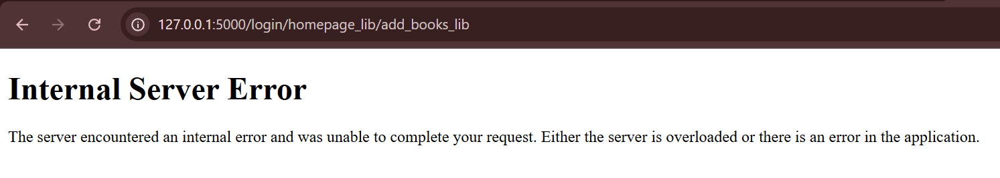 127.0.0.1:5000/login/homepage_lib/add_books_lib
Internal Server Error
The server encountered an internal error and was unable to complete your request. Either the server is overloaded or there is an error in the application.